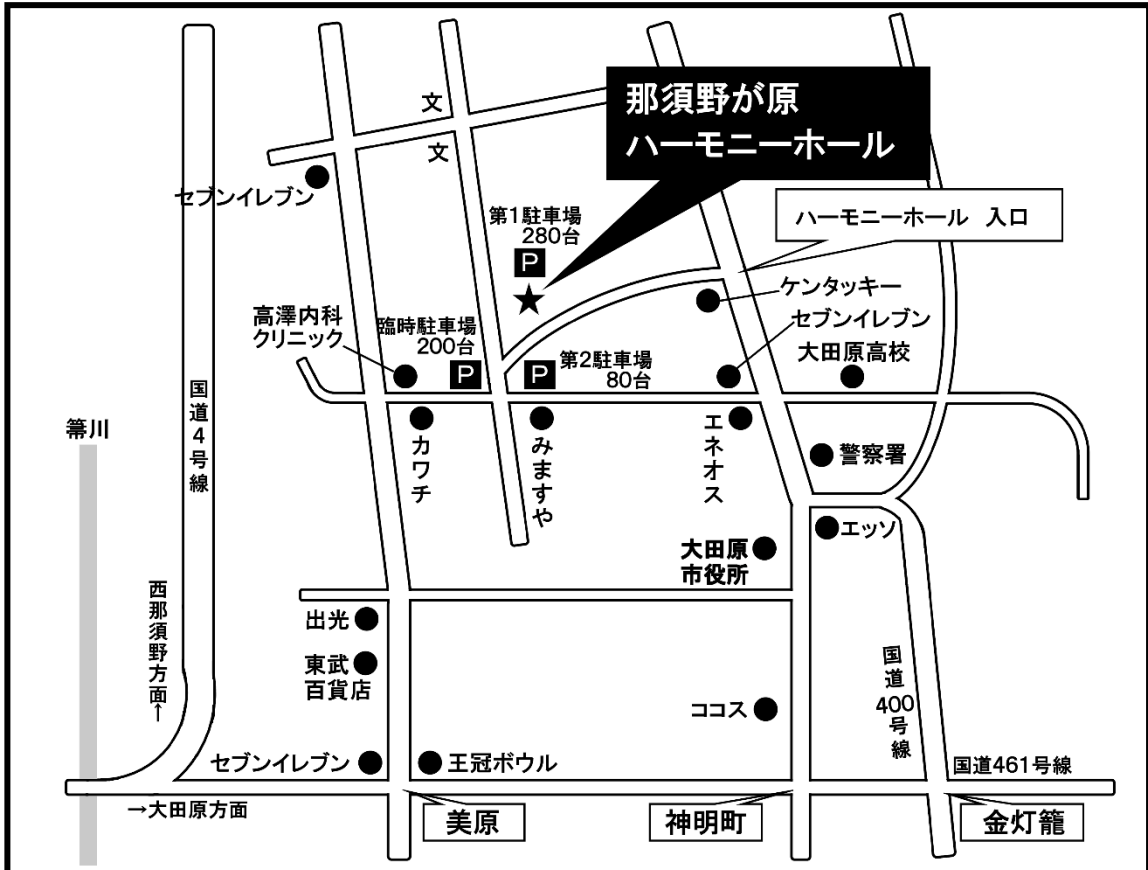 文
文
那須野が原
ハーモニーホール
セブンイレブン
第1駐車場
280台
P
ハーモニーホール 入口
ケンタッキー
セブンイレブン
大田原高校
高澤内科
クリニック
臨時駐車場
200台
P
P
第2駐車場
80台
国道4号線
箒川
カワチ
みますや
エネオス
警察署
エッソ
大田原
市役所
西那須野方面→
出光
東武
百貨店
ココス
国道400号線
セブンイレブン
王冠ボウル
国道461号線
→大田原方面
美原
神明町
金灯籠